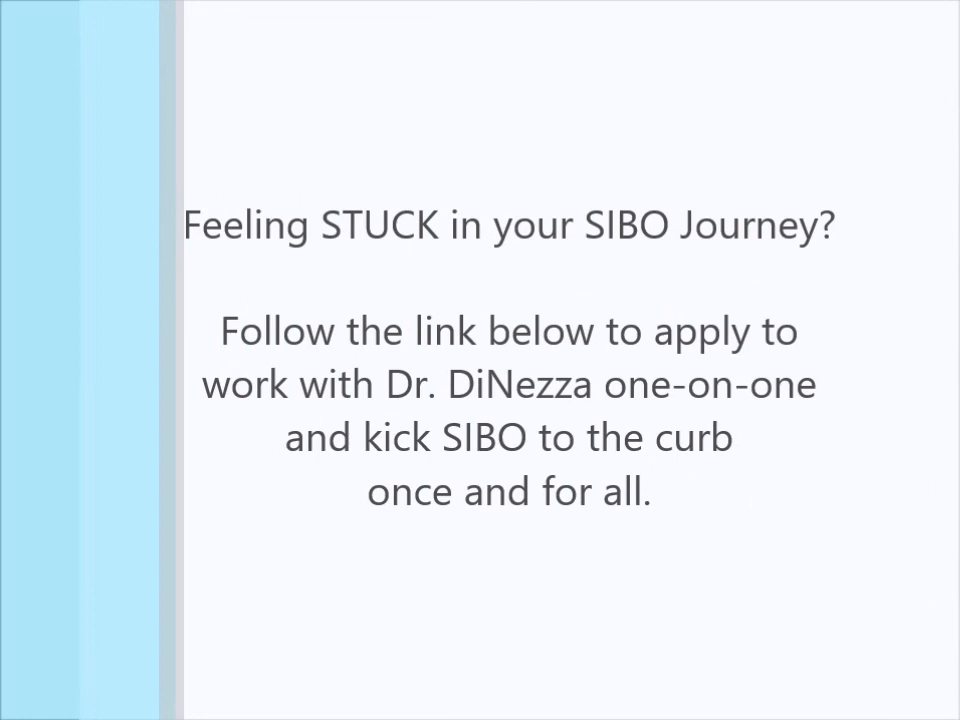 Feeling STUCK in your SIBO Journey?
Follow the link below to apply to
work with Dr. DiNezza one-on-one
and kick SIBO to the curb
once and for all.